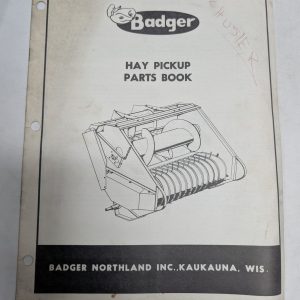 Badger
HAY PICKUP
PARTS BOOK
BADGER NORTHLAND INC., KAUKAUNA, WIS.